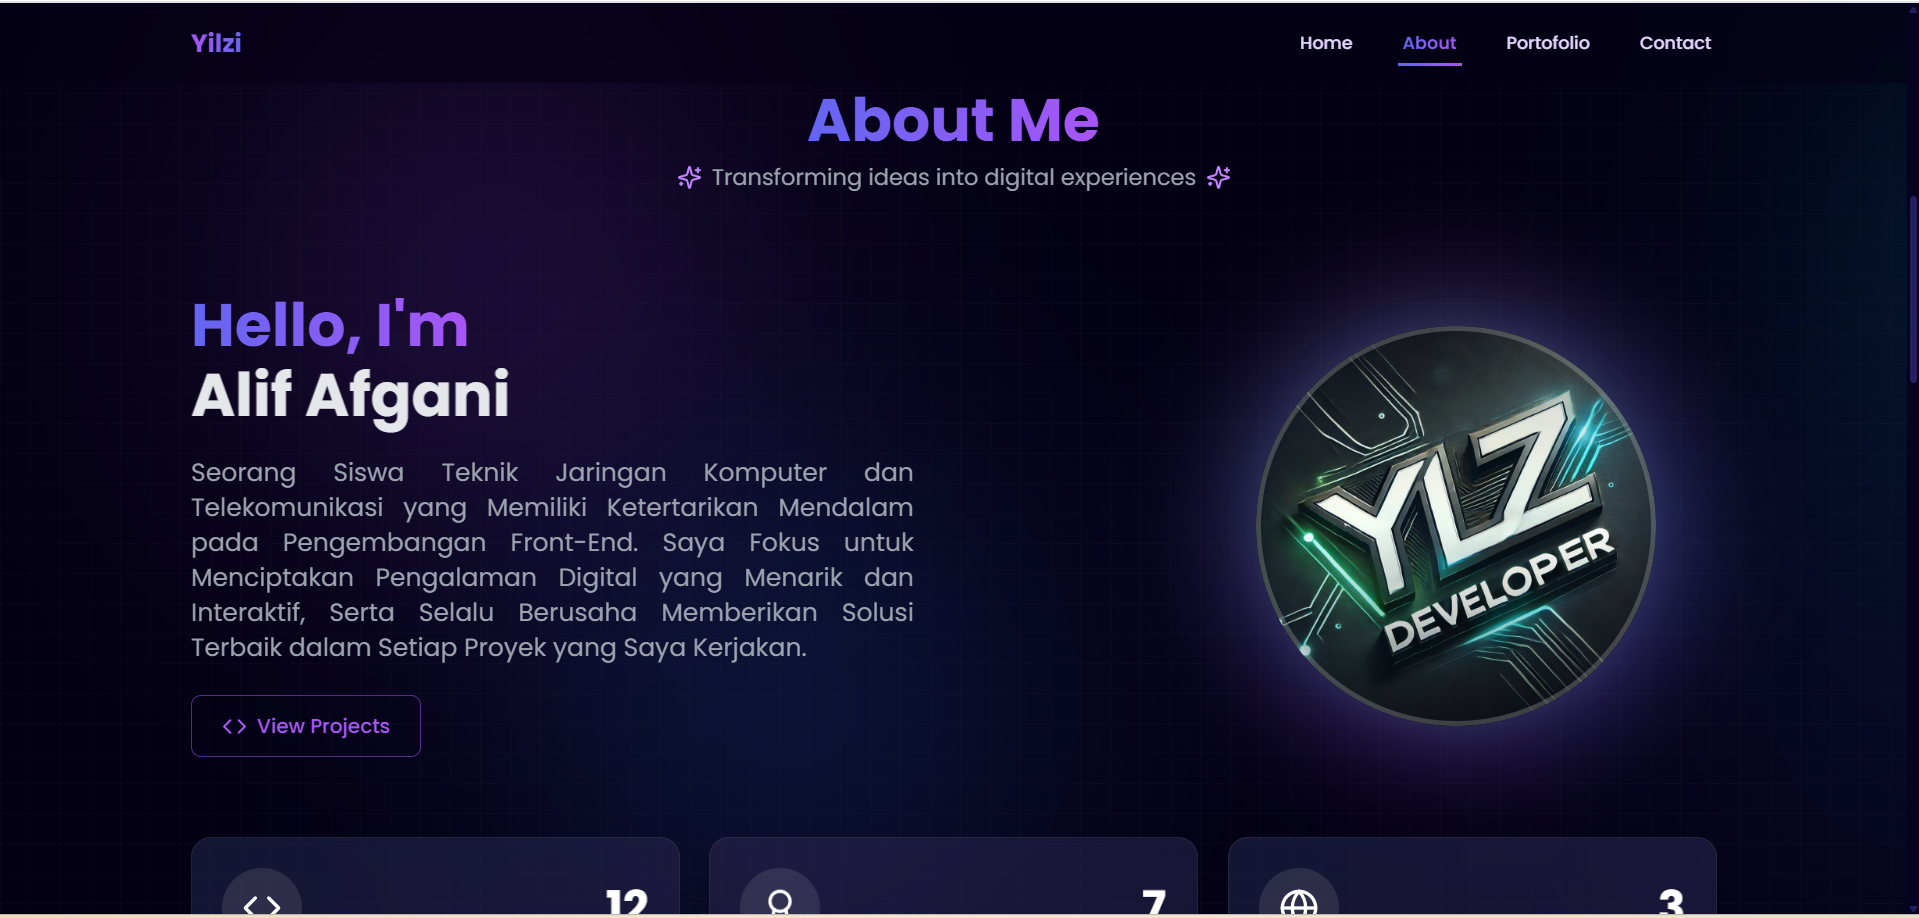 Yilzi
Home About Portofolio Contact
About Me
Transforming ideas into digital experiences
Hello, I'm
Alif Afgani
Seorang Siswa Teknik Jaringan Komputer dan
Telekomunikasi yang Memiliki Ketertarikan Mendalam
pada Pengembangan Front-End. Saya Fokus untuk
Menciptakan Pengalaman Digital yang Menarik dan
Interaktif, Serta Selalu Berusaha Memberikan Solusi
Terbaik dalam Setiap Proyek yang Saya Kerjakan.
YLZ
DEVELOPER
View Projects
12
7
3